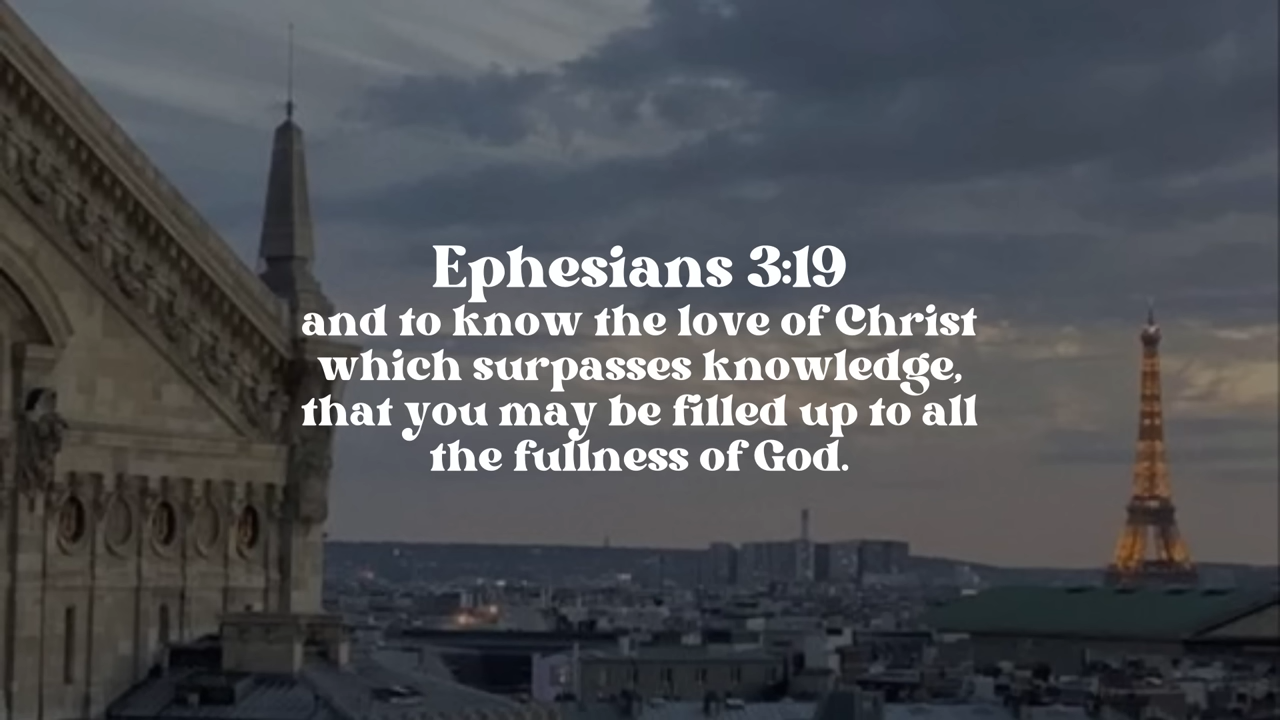 Ephesians 3:19
and to know the love of Christ
which surpasses knowledge,
that you may be filled up to all
the fullness of God.